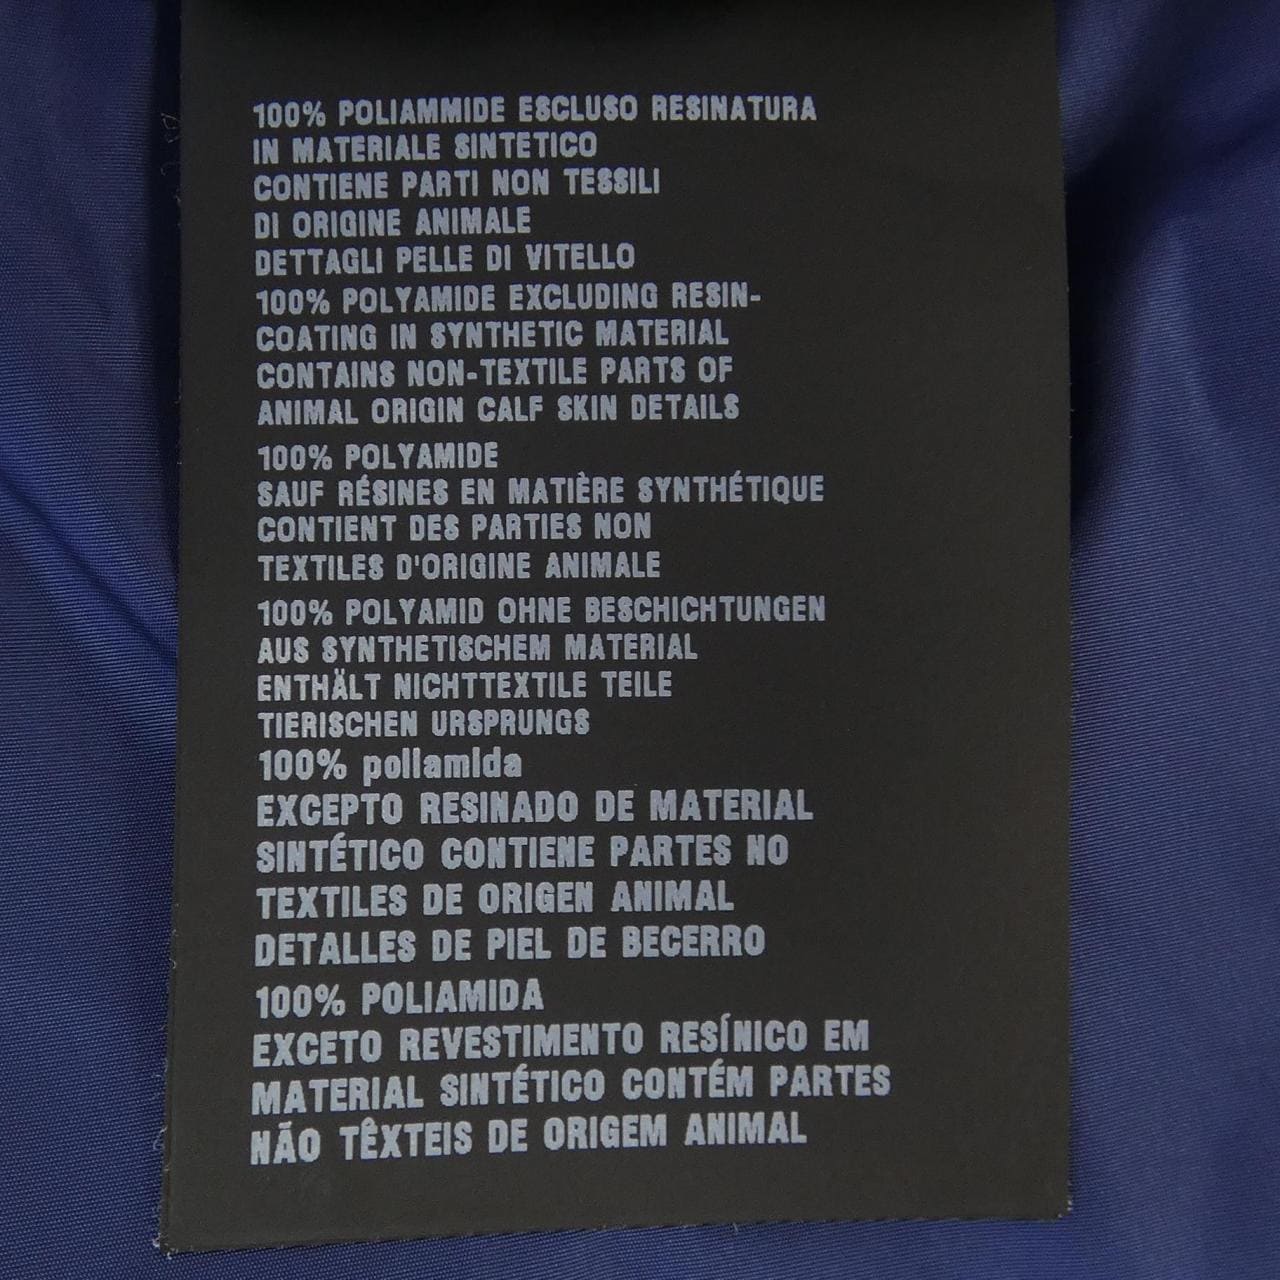 100% POLIAMMIDE ESCLUSO RESINATURA
IN MATERIALE SINTETICO
CONTIENE PARTI NON TESSILI
DI ORIGINE ANIMALE
DETTAGLI PELLE DI VITELLO
100% POLYAMIDE EXCLUDING RESIN-
COATING IN SYNTHETIC MATERIAL
CONTAINS NON-TEXTILE PARTS OF
ANIMAL ORIGIN CALF SKIN DETAILS
100% POLYAMIDE
SAUF RÉSINES EN MATIÈRE SYNTHÉTIQUE
CONTIENT DES PARTIES NON
TEXTILES D'ORIGINE ANIMALE
100% POLYAMID OHNE BESCHICHTUNGEN
AUS SYNTHETISCHEM MATERIAL
ENTHÄLT NICHTTEXTILE TEILE
TIERISCHEN URSPRUNGS
100% poliamida
EXCEPTO RESINADO DE MATERIAL
SINTÉTICO CONTIENE PARTES NO
TEXTILES DE ORIGEN ANIMAL
DETALLES DE PIEL DE BECERRO
100% POLIAMIDA
EXCETO REVESTIMENTO RESÍNICO EM
MATERIAL SINTÉTICO CONTÉM PARTES
NÃO TÊXTEIS DE ORIGEM ANIMAL